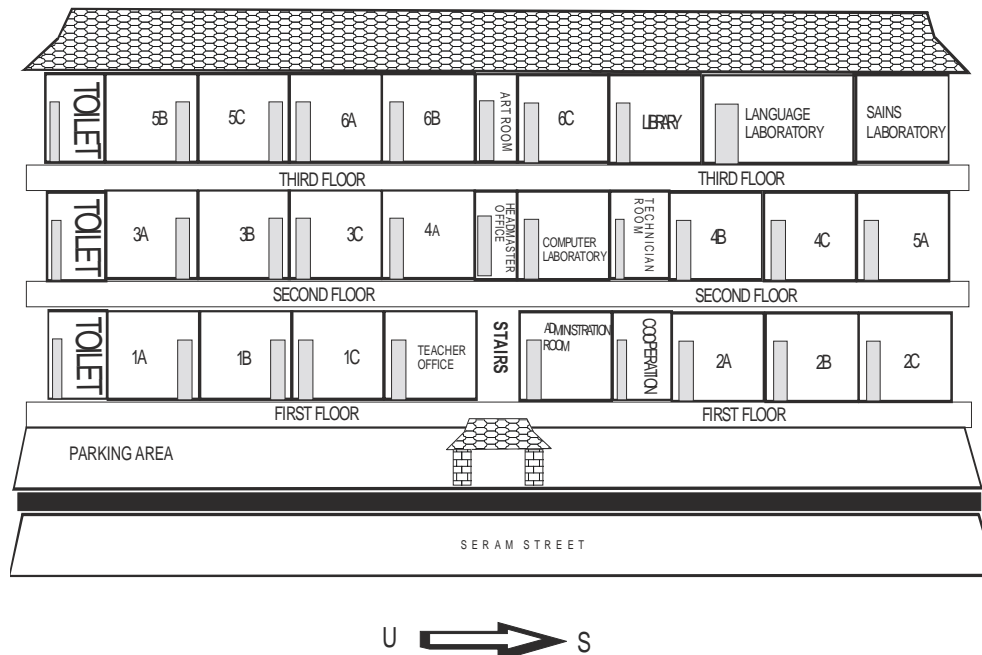 TOILET
5B
5C
6A
6B
ART ROOM
6C
LIBRARY
LANGUAGE
LABORATORY
SAINS
LABORATORY
THIRD FLOOR
THIRD FLOOR
TOILET
3A
3B
3C
4A
HEADMASTER
OFFICE
COMPUTER
LABORATORY
TECHNICIAN
ROOM
4B
4C
5A
SECOND FLOOR
SECOND FLOOR
TOILET
1A
1B
1C
TEACHER
OFFICE
STAIRS
ADMINISTRATION
ROOM
COOPERATION
2A
2B
2C
FIRST FLOOR
FIRST FLOOR
PARKING AREA
SERAM STREET
U
S